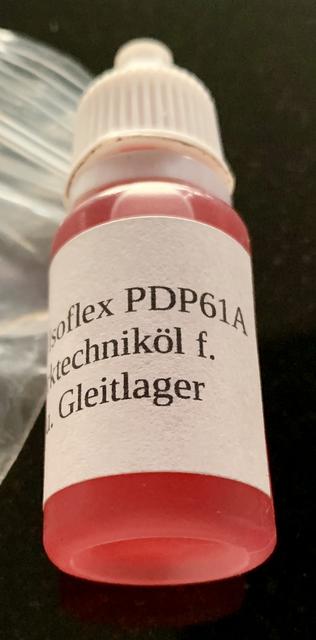 soflex PDP61A
ktechniköl f.
u. Gleitlager